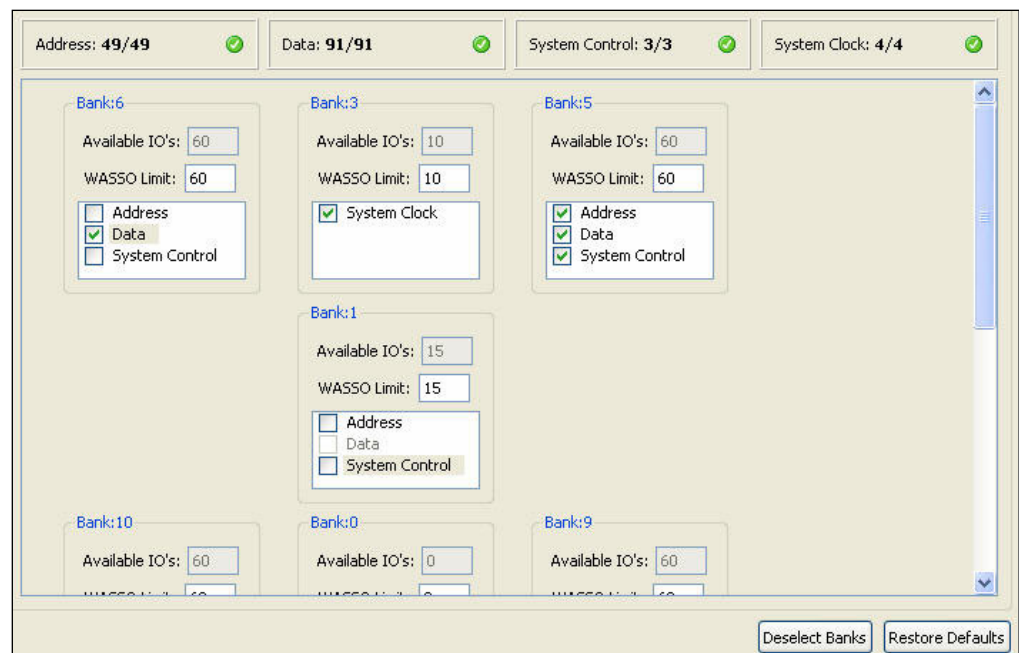 Address: 49/49
Data: 91/91
System Control: 3/3
System Clock: 4/4
Bank:6
Available IO's: 60
WASSO Limit: 60
Address
Data
System Control
Bank:3
Available IO's: 10
WASSO Limit: 10
System Clock
Bank:5
Available IO's: 60
WASSO Limit: 60
Address
Data
System Control
Bank:1
Available IO's: 15
WASSO Limit: 15
Address
Data
System Control
Bank:10
Available IO's: 60
Bank:0
Available IO's: 0
Bank:9
Available IO's: 60
Deselect Banks
Restore Defaults